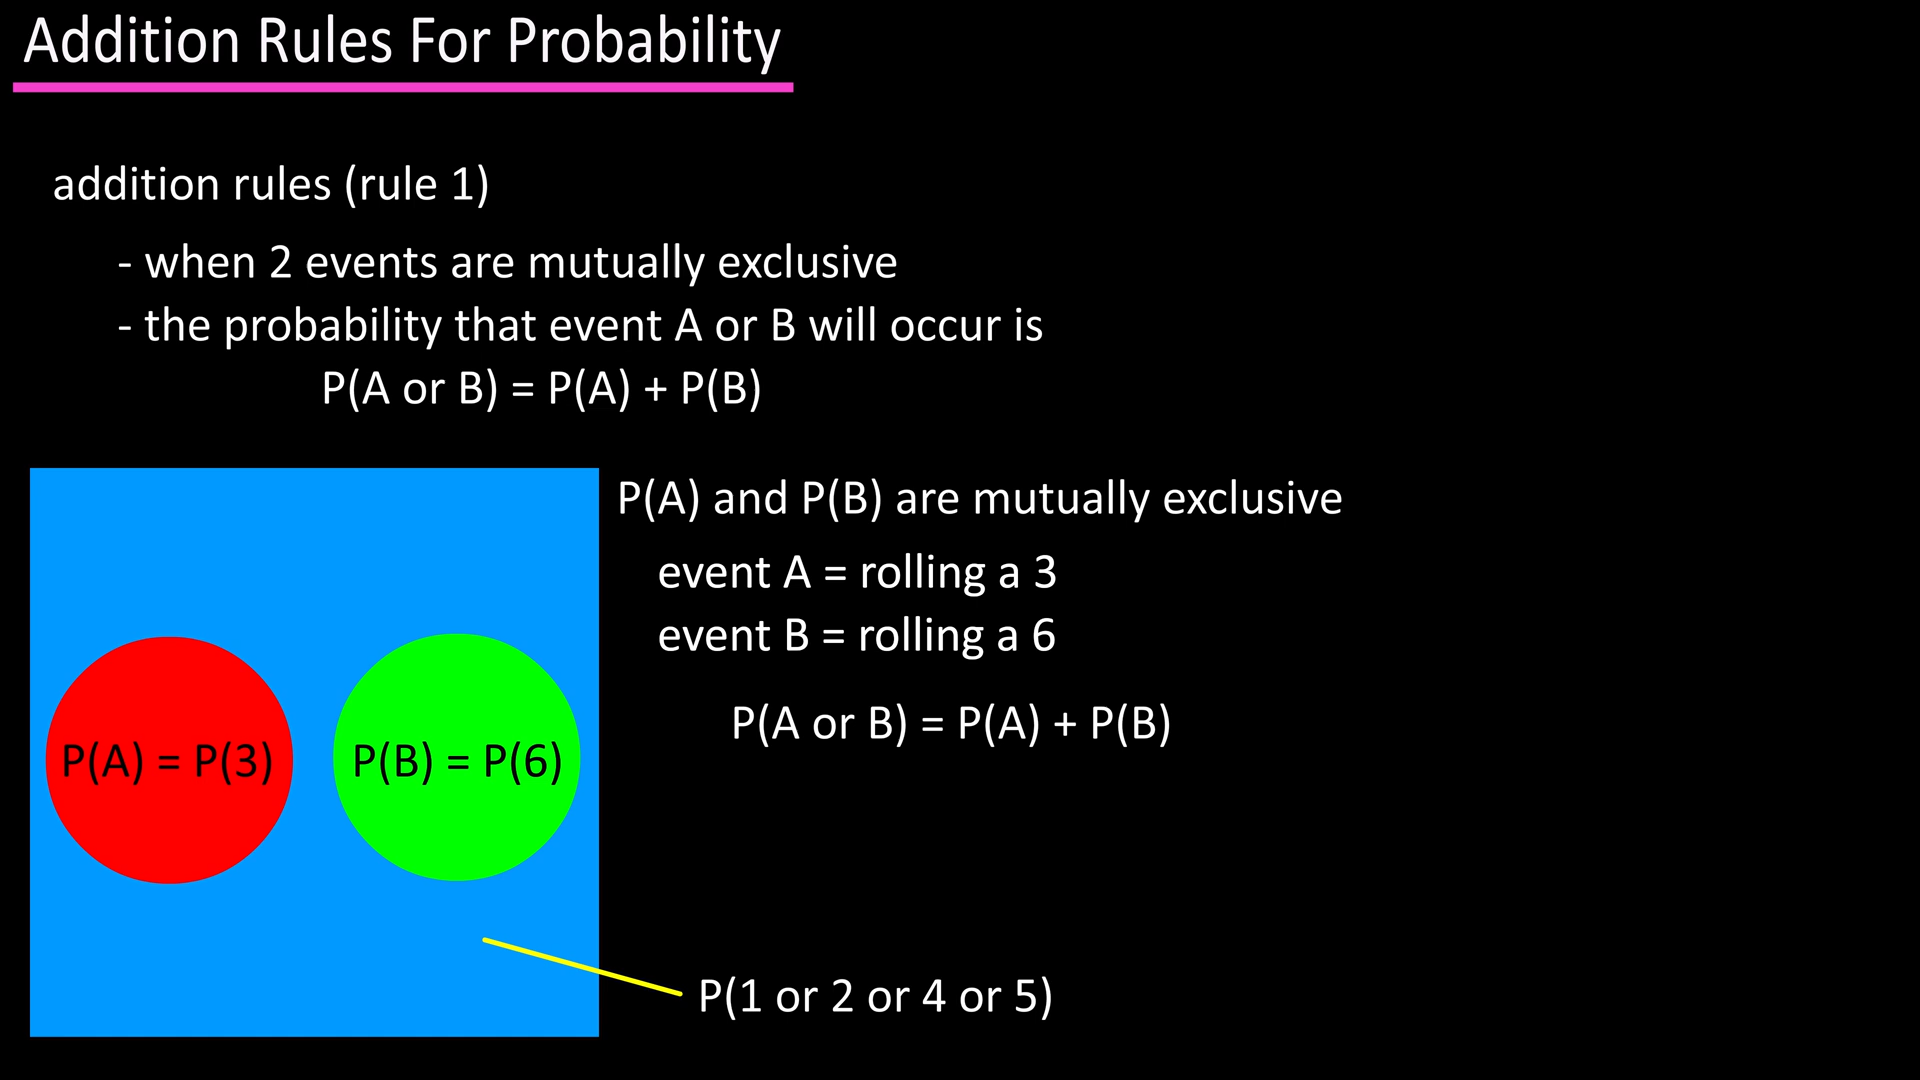 Addition Rules For Probability
addition rules (rule 1)
- when 2 events are mutually exclusive
- the probability that event A or B will occur is
P(A or B) = P(A) + P(B)
P(A) and P(B) are mutually exclusive
event A = rolling a 3
event B = rolling a 6
P(A or B) = P(A) + P(B)
P(A) = P(3)
P(B) = P(6)
P(1 or 2 or 4 or 5)